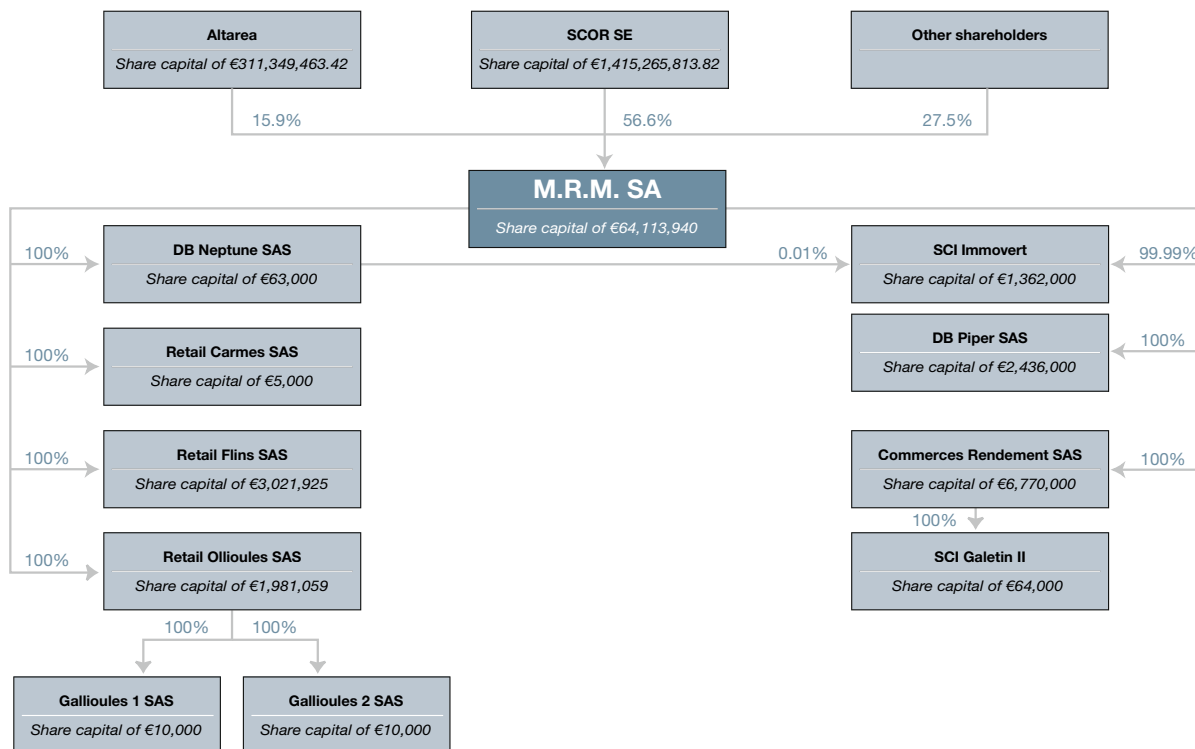 Altarea
Share capital of €311,349,463.42
SCOR SE
Share capital of €1,415,265,813.82
Other shareholders
15.9%
56.6%
27.5%
M.R.M. SA
Share capital of €64,113,940
100%
DB Neptune SAS
Share capital of €63,000
0.01%
SCI Immovert
Share capital of €1,362,000
99.99%
100%
Retail Carmes SAS
Share capital of €5,000
DB Piper SAS
Share capital of €2,436,000
100%
100%
Retail Flins SAS
Share capital of €3,021,925
Commerces Rendement SAS
Share capital of €6,770,000
100%
100%
100%
Retail Ollioules SAS
Share capital of €1,981,059
SCI Galetin II
Share capital of €64,000
100%
100%
Gallioules 1 SAS
Share capital of €10,000
Gallioules 2 SAS
Share capital of €10,000